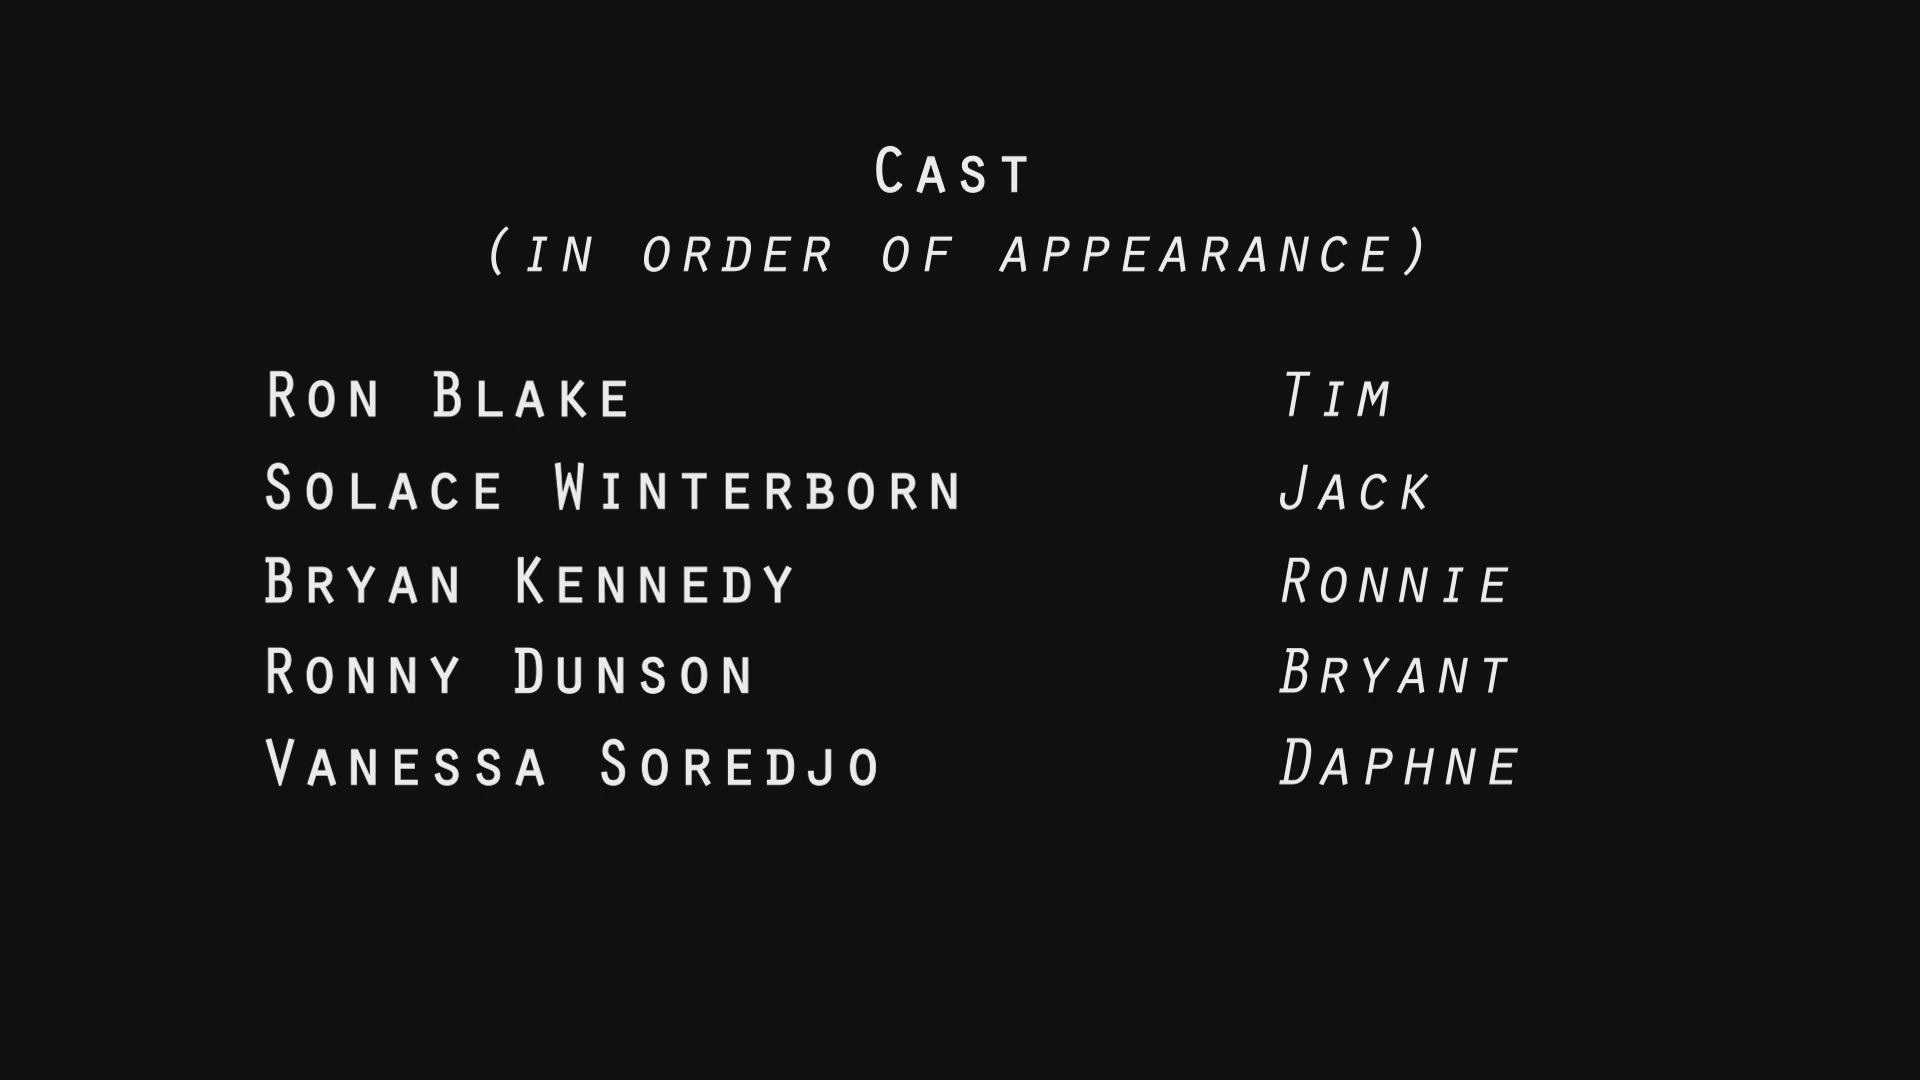 Cast
(in order of appearance)
Ron Blake Tim
Solace Winterborn Jack
Bryan Kennedy Ronnie
Ronny Dunson Bryant
Vanessa Soredjo Daphne